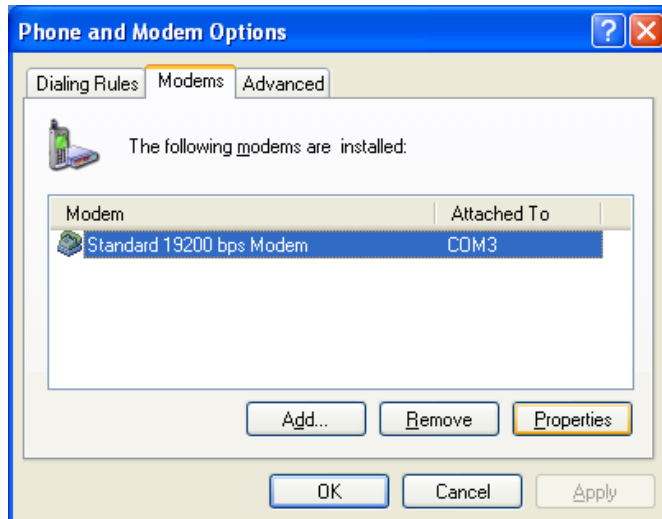 Phone and Modem Options
Dialing Rules Modems Advanced
The following modems are installed:
Modem Attached To
Standard 19200 bps Modem COM3
Add... Remove Properties
OK Cancel Apply